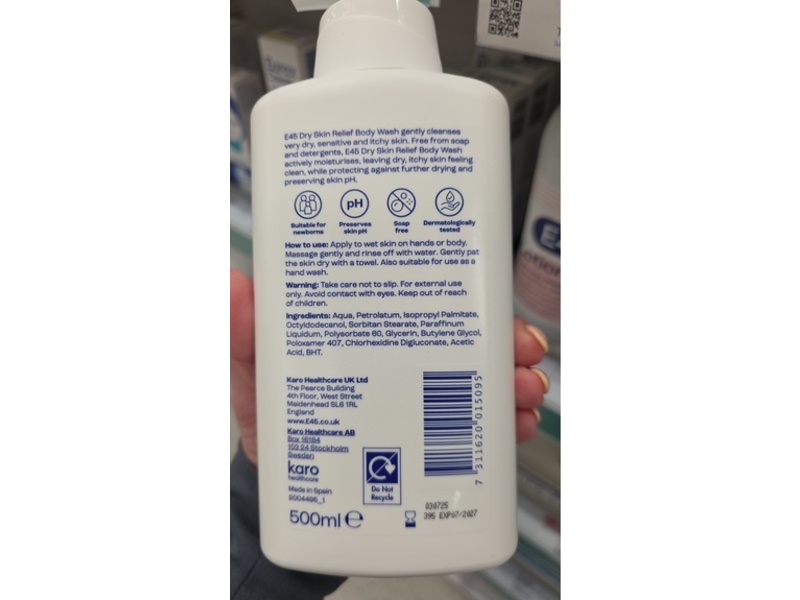 E45 Dry Skin Relief Body Wash gently cleanses
very dry, sensitive and itchy skin. Free from soap
and detergents, E45 Dry Skin Relief Body Wash
actively moisturises, leaving dry, itchy skin feeling
clean, while protecting against further drying and
preserving skin pH.
pH
Suitable for
newborns
Preserves
skin pH
Soap
free
Dermatologically
tested
How to use: Apply to wet skin on hands or body.
Massage gently and rinse off with water. Gently pat
the skin dry with a towel. Also suitable for use as a
hand wash.
Warning: Take care not to slip. For external use
only. Avoid contact with eyes. Keep out of reach
of children.
Ingredients: Aqua, Petrolatum, Isopropyl Palmitate,
Octyldodecanol, Sorbitan Stearate, Paraffinum
Liquidum, Polysorbate 60, Glycerin, Butylene Glycol,
Poloxamer 407, Chlorhexidine Digluconate, Acetic
Acid, BHT.
Karo Healthcare UK Ltd
The Pearce Building
4th Floor, West Street
Maidenhead SL6 1RL
England
www.E45.co.uk
Karo Healthcare AB
Box 16184
103 24 Stockholm
Sweden
karo
healthcare
Made in Spain
2004495_1
500ml e
Do Not
Recycle
7 311620 015095
030725
395 EXP07/2027